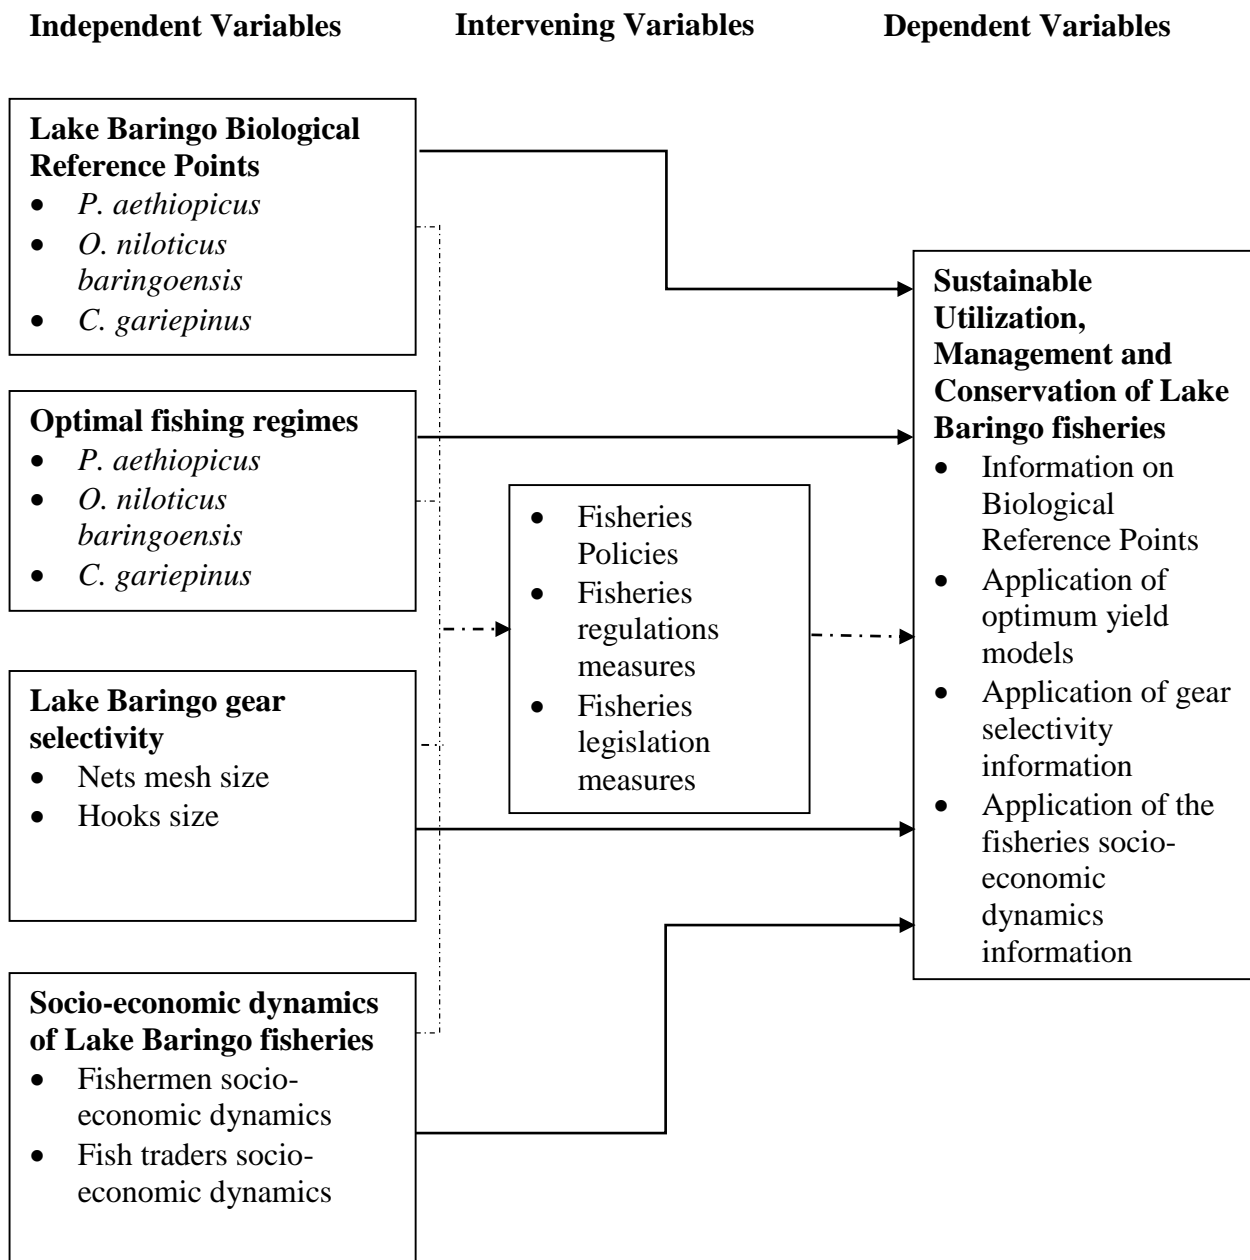 Independent Variables
Intervening Variables
Dependent Variables
Lake Baringo Biological
Reference Points
• P. aethiopicus
• O. niloticus
baringoensis
• C. gariepinus
Optimal fishing regimes
• P. aethiopicus
• O. niloticus
baringoensis
• C. gariepinus
Lake Baringo gear
selectivity
• Nets mesh size
• Hooks size
Socio-economic dynamics
of Lake Baringo fisheries
• Fishermen socio-
economic dynamics
• Fish traders socio-
economic dynamics
• Fisheries
Policies
• Fisheries
regulations
measures
• Fisheries
legislation
measures
Sustainable
Utilization,
Management and
Conservation of Lake
Baringo fisheries
• Information on
Biological
Reference Points
• Application of
optimum yield
models
• Application of gear
selectivity
information
• Application of the
fisheries socio-
economic
dynamics
information